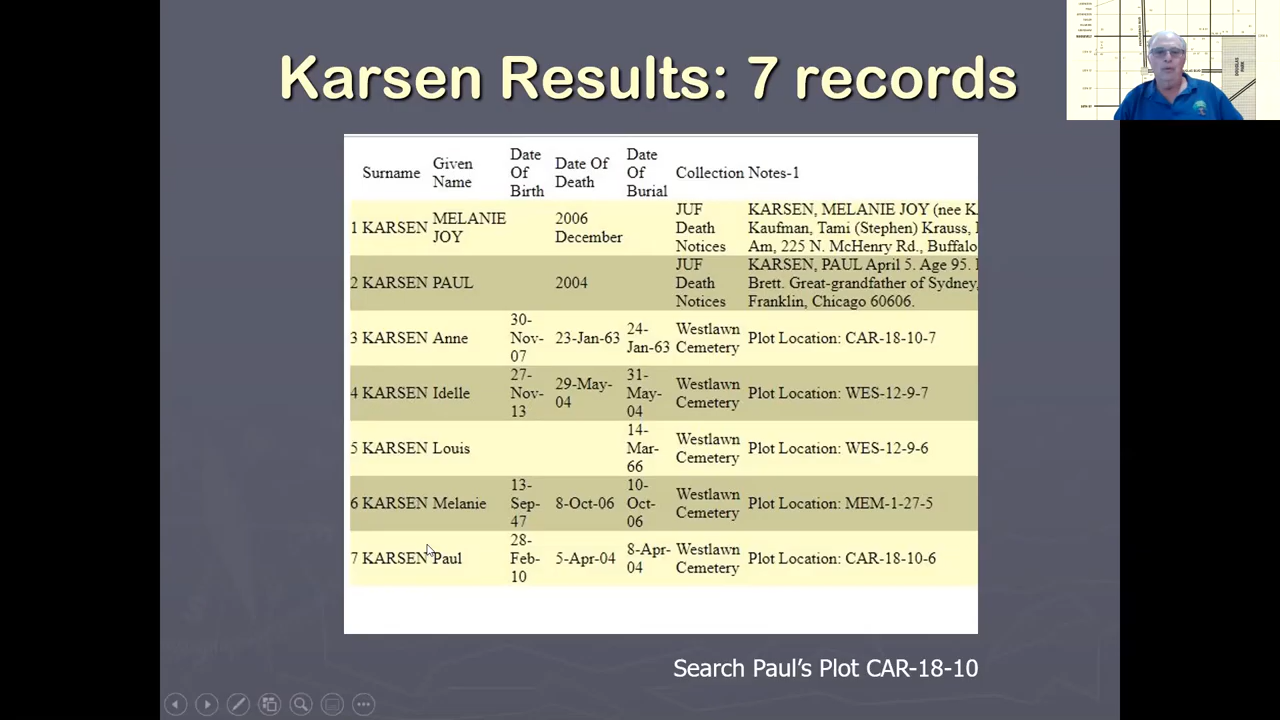 Karsen Results: 7 records
Surname Given Name Date Of Birth Date Of Death Date Of Burial Collection Notes-1
1 KARSEN MELANIE JOY 2006 December JUF Death Notices KARSEN, MELANIE JOY (nee K
Kaufman, Tami (Stephen) Krauss,
Am, 225 N. McHenry Rd., Buffalo
2 KARSEN PAUL 2004 JUF Death Notices KARSEN, PAUL April 5. Age 95.
Brett. Great-grandfather of Sydney,
Franklin, Chicago 60606.
3 KARSEN Anne 30-Nov-07 23-Jan-63 24-Jan-63 Westlawn Cemetery Plot Location: CAR-18-10-7
4 KARSEN Idelle 27-Nov-13 29-May-04 31-May-04 Westlawn Cemetery Plot Location: WES-12-9-7
5 KARSEN Louis 14-Mar-66 Westlawn Cemetery Plot Location: WES-12-9-6
6 KARSEN Melanie 13-Sep-47 8-Oct-06 10-Oct-06 Westlawn Cemetery Plot Location: MEM-1-27-5
7 KARSEN Paul 28-Feb-10 5-Apr-04 8-Apr-04 Westlawn Cemetery Plot Location: CAR-18-10-6
Search Paul's Plot CAR-18-10